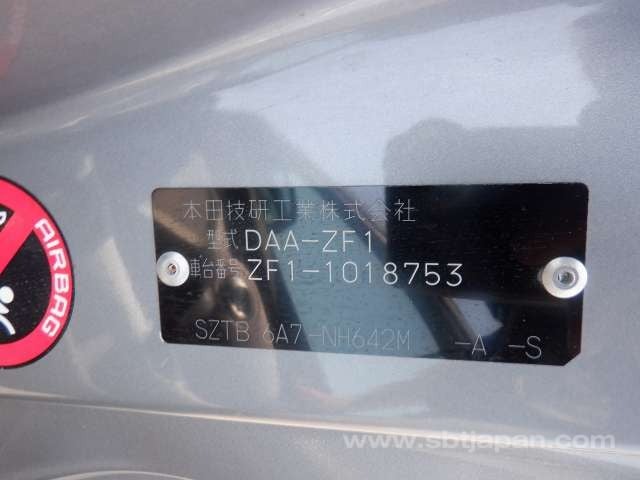 本田技研工業株式会社
型式 DAA-ZF1
車台番号 ZF1-1018753
SZTB 6A7-NH642M -A -S
AIRBAG
www.sbtjapan.com